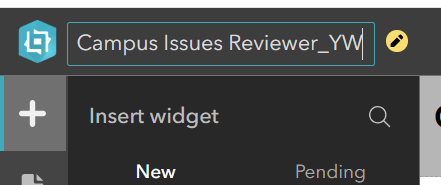 Campus Issues Reviewer_YW
Insert widget
New Pending